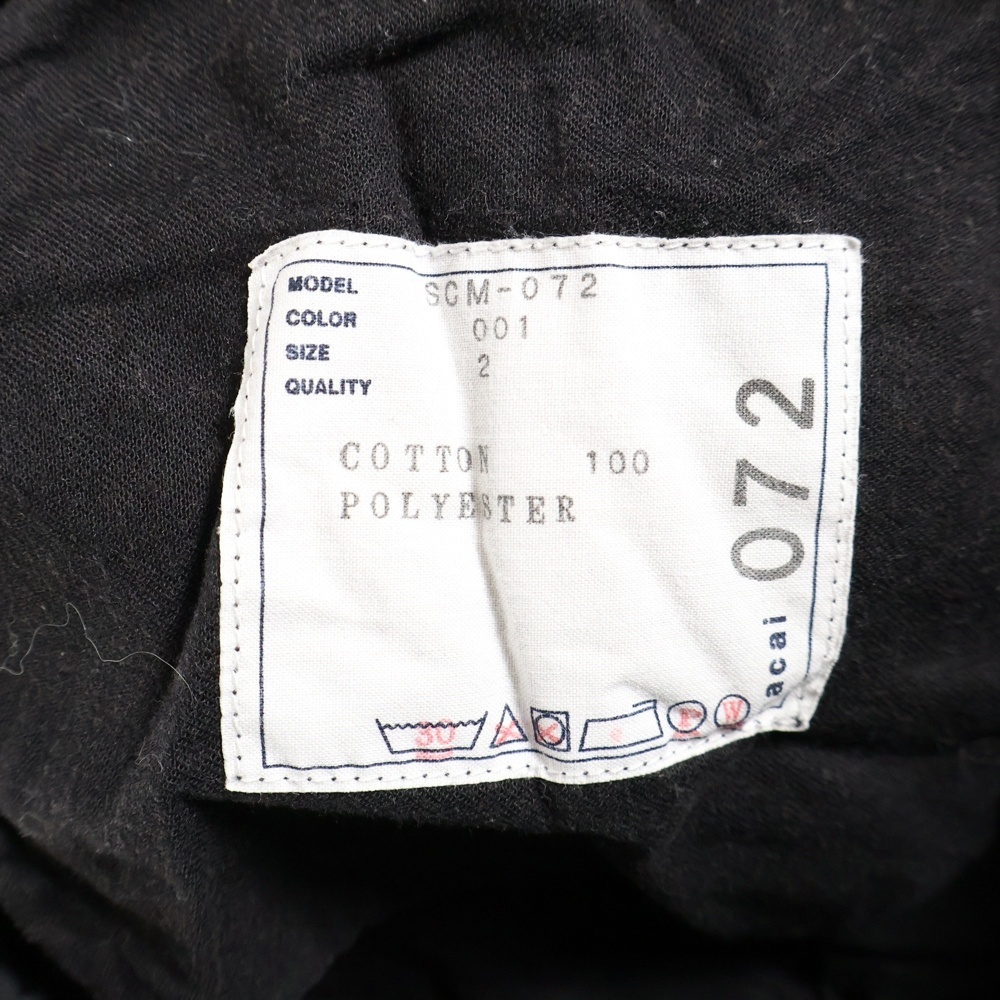 MODEL SCM-072
COLOR 001
SIZE 2
QUALITY
COTTON 100
POLYESTER
072
acai
30
P
W